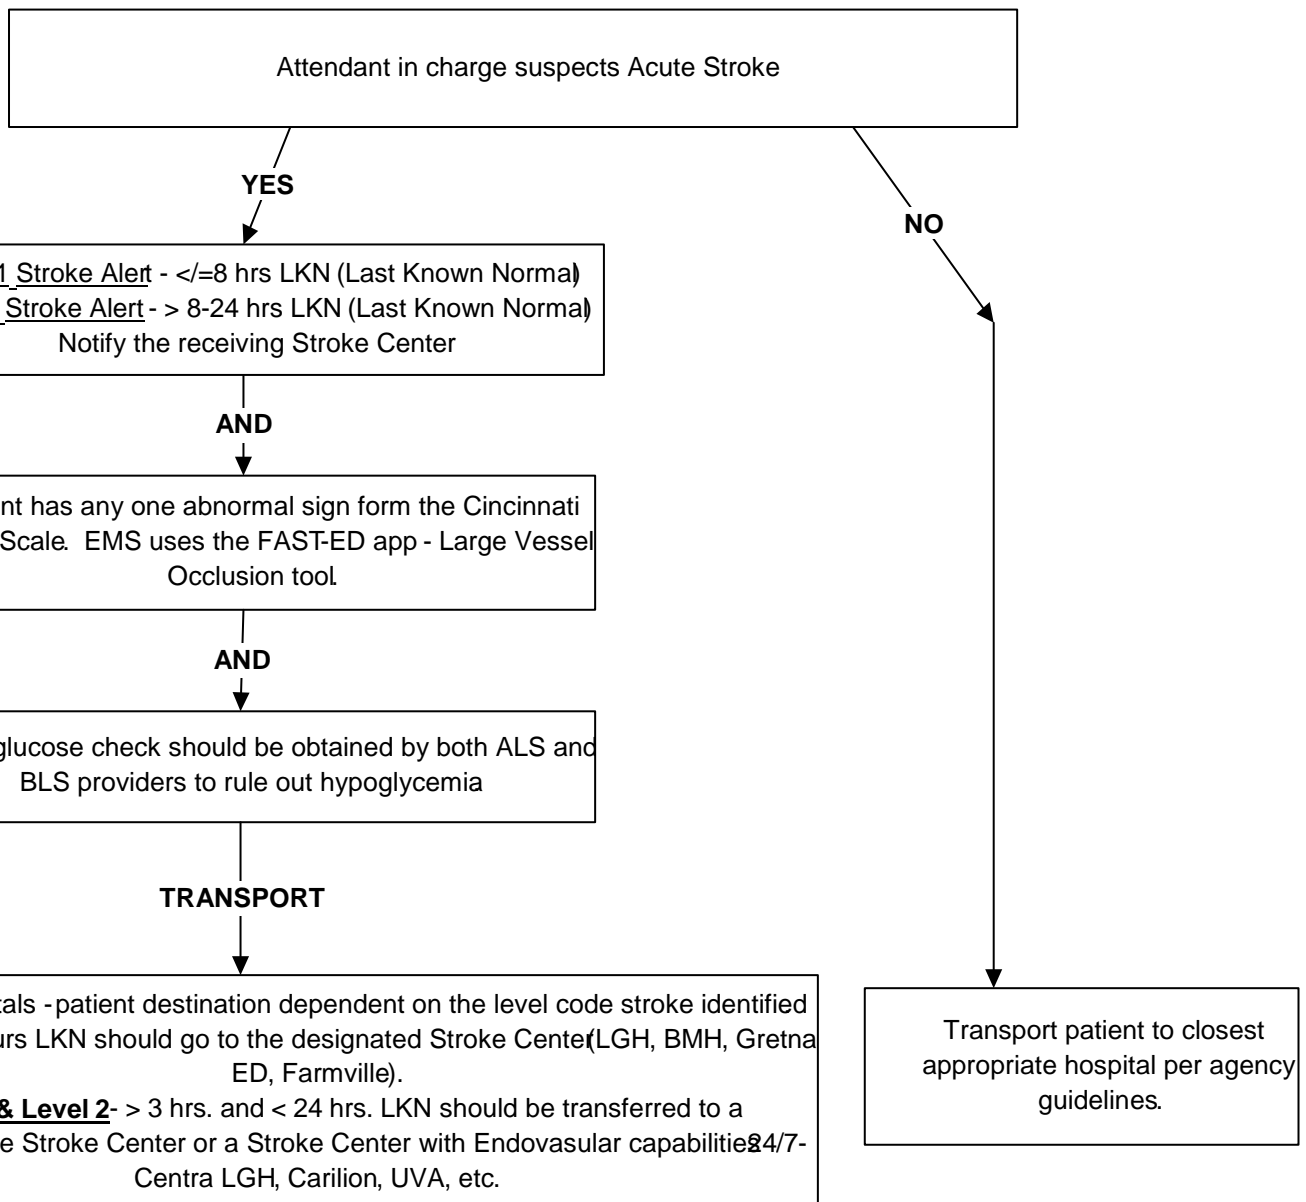 Attendant in charge suspects Acute Stroke
YES
NO
1 Stroke Alert - </=8 hrs LKN (Last Known Normal)
Stroke Alert - > 8-24 hrs LKN (Last Known Normal)
Notify the receiving Stroke Center
AND
nt has any one abnormal sign form the Cincinnati
Scale. EMS uses the FAST-ED app - Large Vessel
Occlusion tool.
AND
glucose check should be obtained by both ALS and
BLS providers to rule out hypoglycemia
TRANSPORT
tals - patient destination dependent on the level code stroke identified
urs LKN should go to the designated Stroke Center(LGH, BMH, Gretna
ED, Farmville).
& Level 2- > 3 hrs. and < 24 hrs. LKN should be transferred to a
e Stroke Center or a Stroke Center with Endovasular capabilities24/7-
Centra LGH, Carilion, UVA, etc.
Transport patient to closest
appropriate hospital per agency
guidelines.